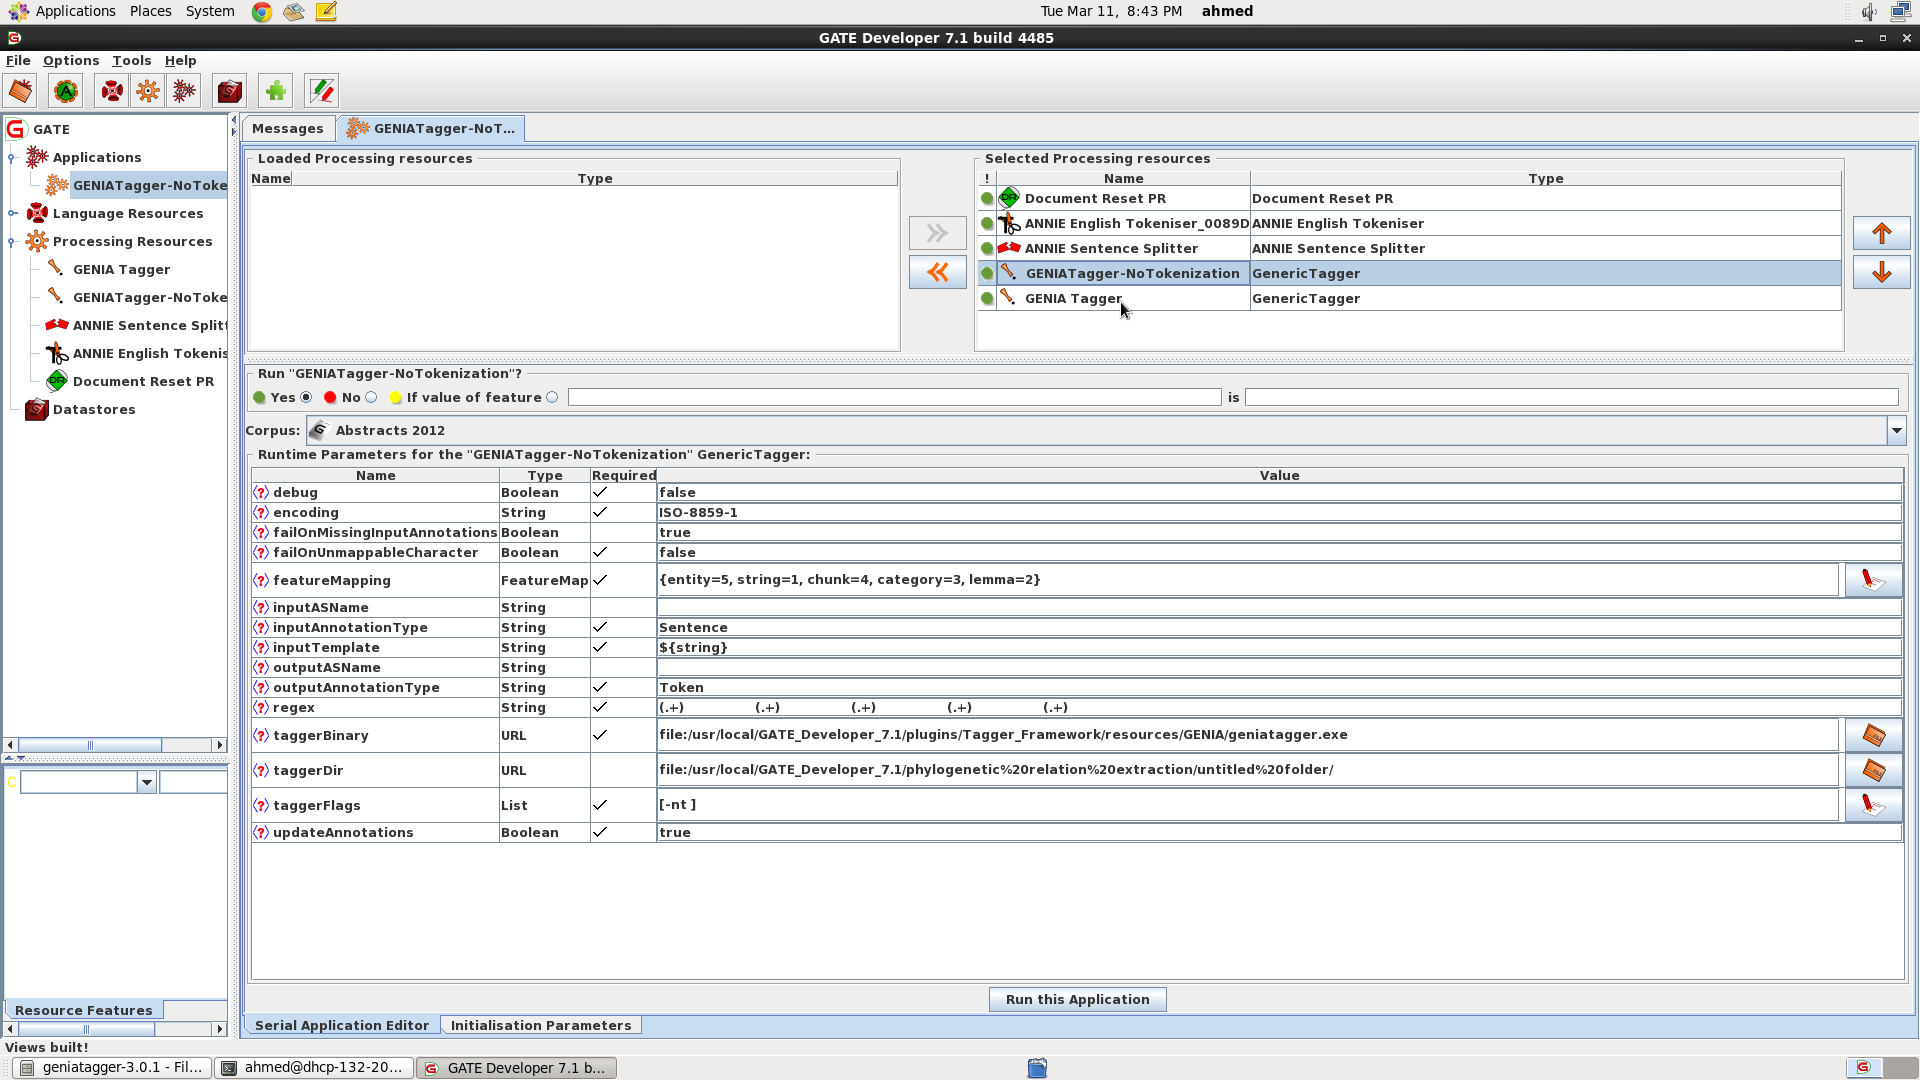 Applications Places System Tue Mar 11, 8:43 PM ahmed
GATE Developer 7.1 build 4485
File Options Tools Help
GATE
Applications
GENIATagger-NoToke
Language Resources
Processing Resources
GENIA Tagger
GENIATagger-NoToke
ANNIE Sentence Split
ANNIE English Tokenis
Document Reset PR
Datastores
C
Resource Features
Messages GENIATagger-NoT...
Loaded Processing resources
Name Type
Selected Processing resources
! Name Type
Document Reset PR Document Reset PR
ANNIE English Tokeniser_0089D ANNIE English Tokeniser
ANNIE Sentence Splitter ANNIE Sentence Splitter
GENIATagger-NoTokenization GenericTagger
GENIA Tagger GenericTagger
Run "GENIATagger-NoTokenization"?
Yes No If value of feature is
Corpus: Abstracts 2012
Runtime Parameters for the "GENIATagger-NoTokenization" GenericTagger:
Name Type Required Value
debug Boolean ✓ false
encoding String ✓ ISO-8859-1
failOnMissingInputAnnotations Boolean true
failOnUnmappableCharacter Boolean ✓ false
featureMapping FeatureMap ✓ {entity=5, string=1, chunk=4, category=3, lemma=2}
inputASName String
inputAnnotationType String ✓ Sentence
inputTemplate String ✓ ${string}
outputASName String
outputAnnotationType String ✓ Token
regex String ✓ (.+) (.+) (.+) (.+) (.+)
taggerBinary URL ✓ file:/usr/local/GATE_Developer_7.1/plugins/Tagger_Framework/resources/GENIA/geniatagger.exe
taggerDir URL file:/usr/local/GATE_Developer_7.1/phylogenetic%20relation%20extraction/untitled%20folder/
taggerFlags List ✓ [-nt ]
updateAnnotations Boolean ✓ true
Run this Application
Serial Application Editor Initialisation Parameters
Views built!
geniatagger-3.0.1 - Fil... ahmed@dhcp-132-20... GATE Developer 7.1 b...